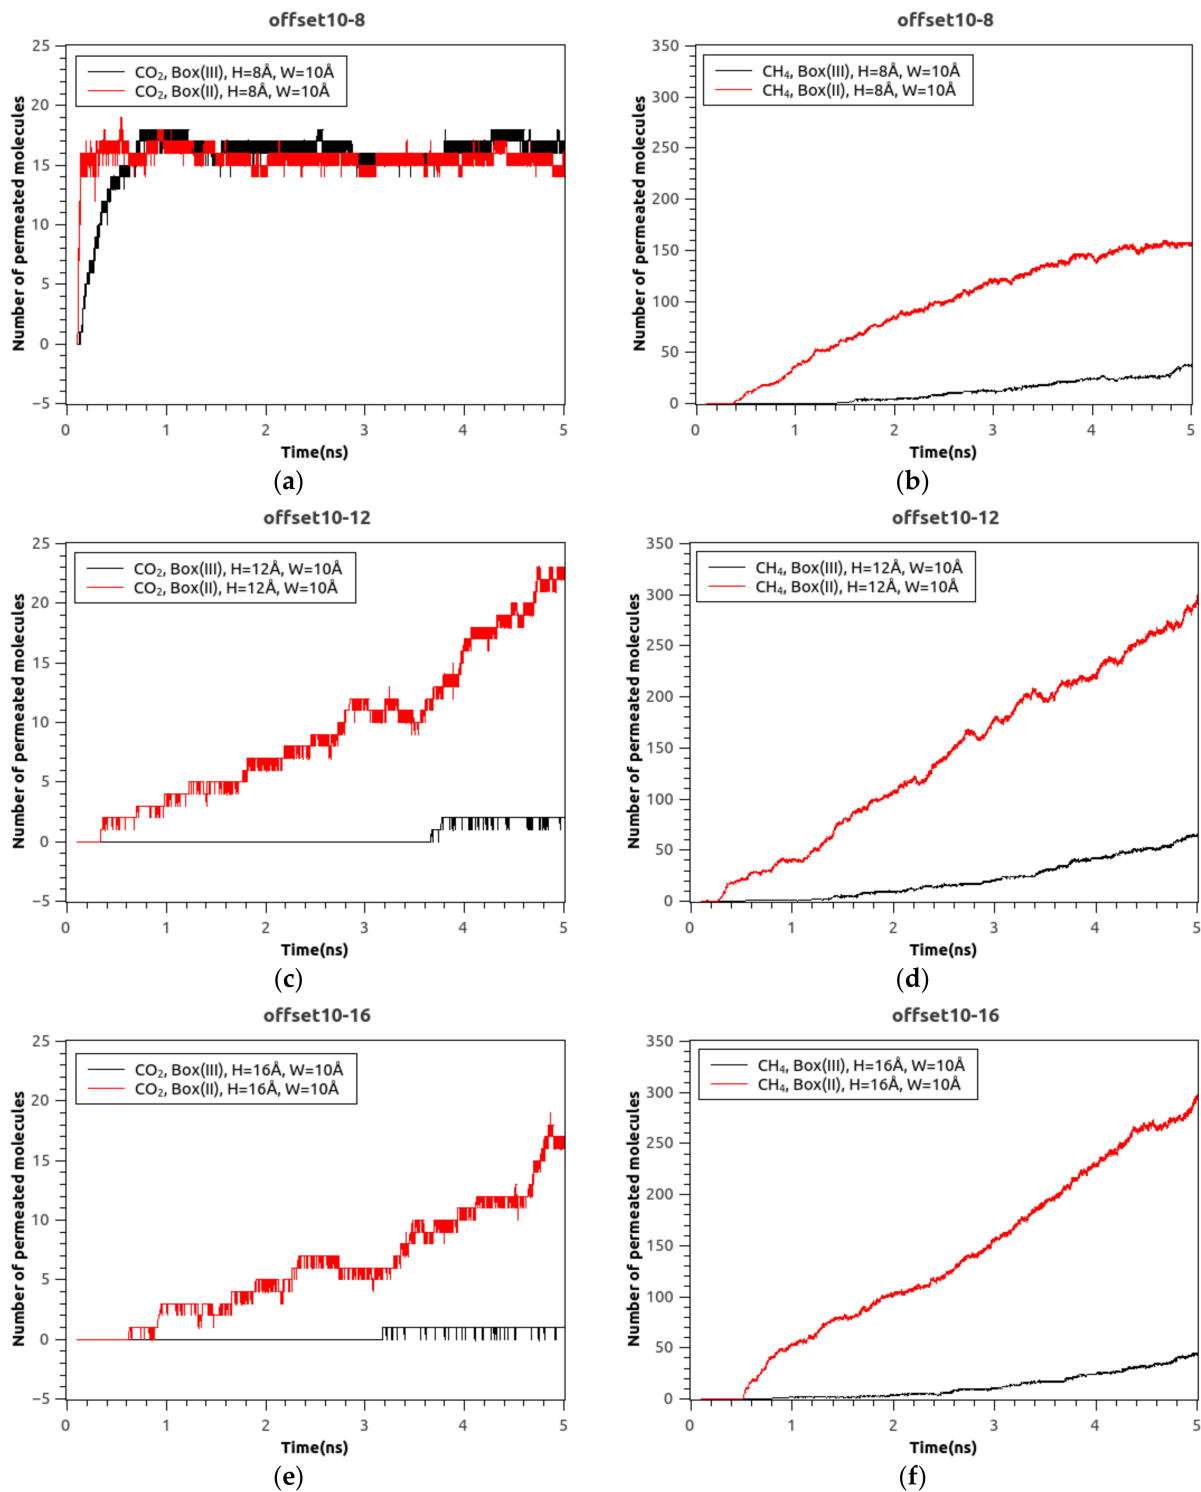 offset10-8
25
20
15
10
5
0
−5
Number of permeated molecules
CO₂, Box(III), H=8Å, W=10Å
CO₂, Box(II), H=8Å, W=10Å
0 1 2 3 4 5
Time(ns)
(a)
offset10-8
350
300
250
200
150
100
50
0
Number of permeated molecules
CH₄, Box(III), H=8Å, W=10Å
CH₄, Box(II), H=8Å, W=10Å
0 1 2 3 4 5
Time(ns)
(b)
offset10-12
25
20
15
10
5
0
−5
Number of permeated molecules
CO₂, Box(III), H=12Å, W=10Å
CO₂, Box(II), H=12Å, W=10Å
0 1 2 3 4 5
Time(ns)
(c)
offset10-12
350
300
250
200
150
100
50
0
Number of permeated molecules
CH₄, Box(III), H=12Å, W=10Å
CH₄, Box(II), H=12Å, W=10Å
0 1 2 3 4 5
Time(ns)
(d)
offset10-16
25
20
15
10
5
0
−5
Number of permeated molecules
CO₂, Box(III), H=16Å, W=10Å
CO₂, Box(II), H=16Å, W=10Å
0 1 2 3 4 5
Time(ns)
(e)
offset10-16
350
300
250
200
150
100
50
0
Number of permeated molecules
CH₄, Box(III), H=16Å, W=10Å
CH₄, Box(II), H=16Å, W=10Å
0 1 2 3 4 5
Time(ns)
(f)